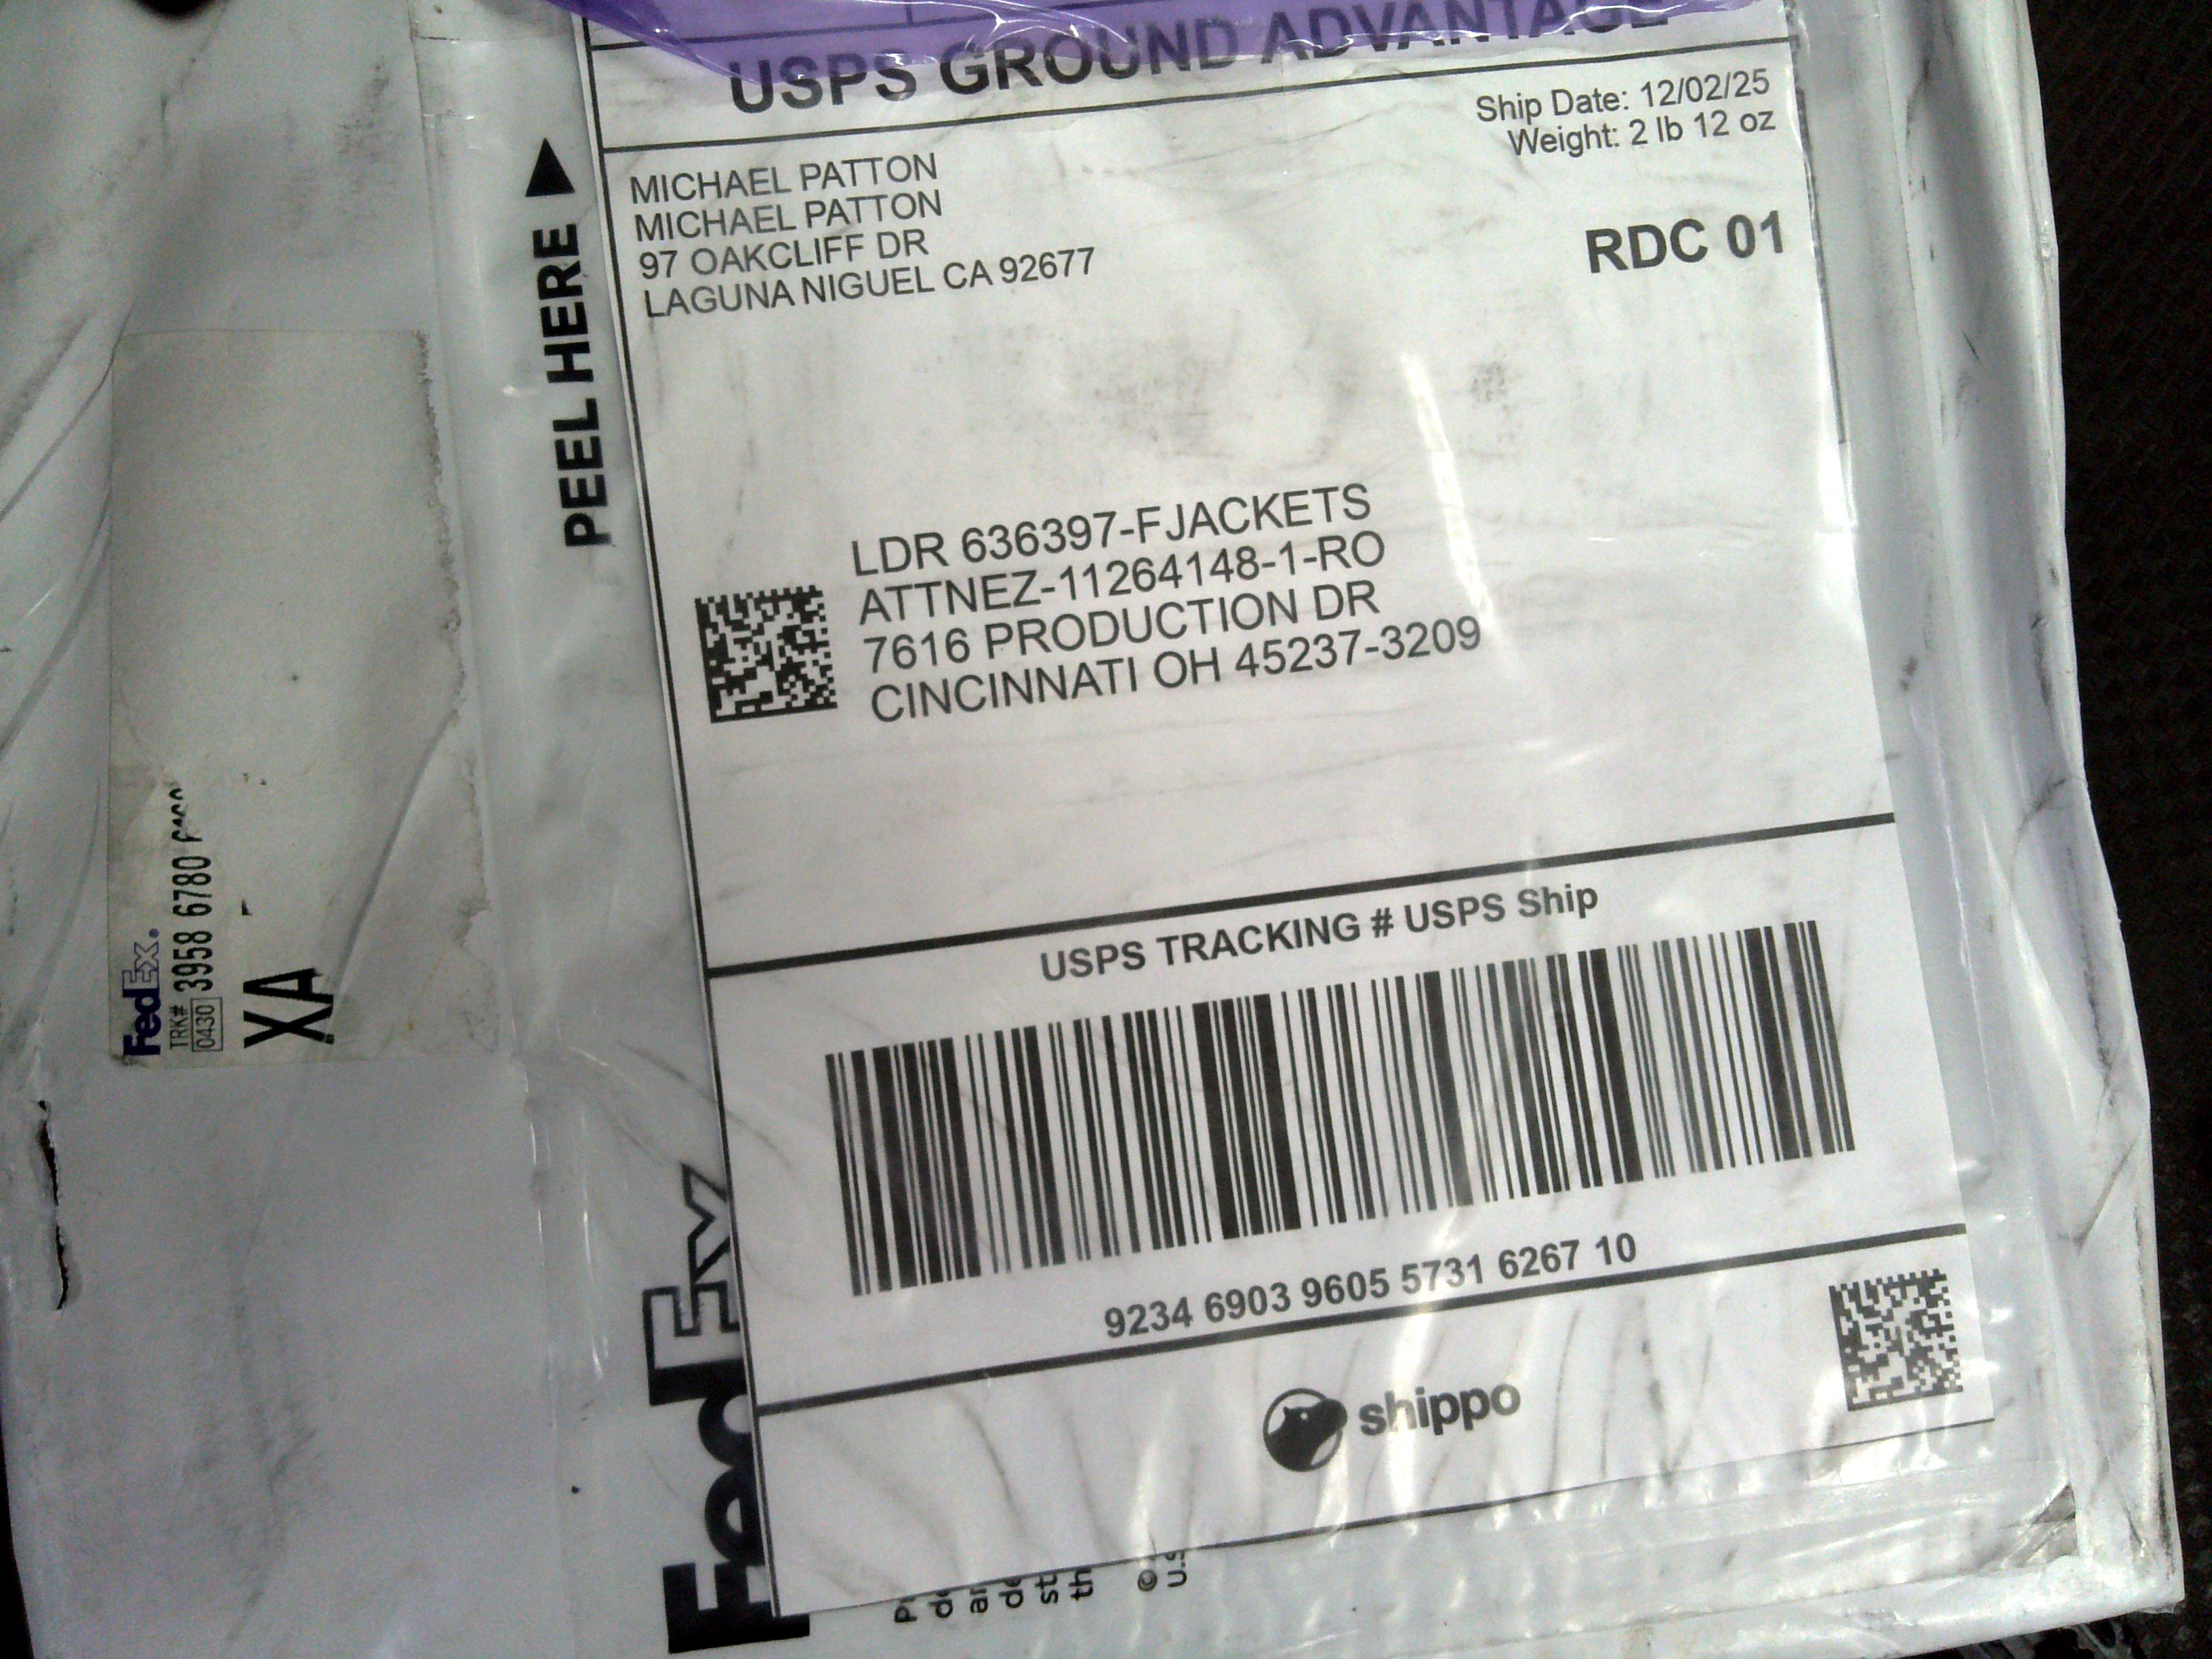 USPS GROUND ADVANTAGE
Ship Date: 12/02/25
Weight: 2 lb 12 oz
MICHAEL PATTON
MICHAEL PATTON
97 OAKCLIFF DR
LAGUNA NIGUEL CA 92677
RDC 01
PEEL HERE
LDR 636397-FJACKETS
ATTNEZ-11264148-1-RO
7616 PRODUCTION DR
CINCINNATI OH 45237-3209
USPS TRACKING # USPS Ship
9234 6903 9605 5731 6267 10
shippo
FedEx
TRK#
0430
3958 6780
XA
FedEx
©